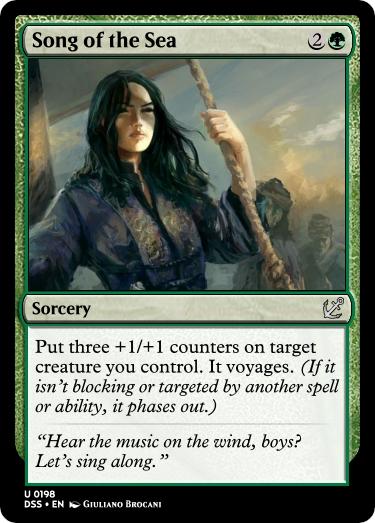 Song of the Sea 2
Sorcery
Put three +1/+1 counters on target
creature you control. It voyages. (If it
isn't blocking or targeted by another spell
or ability, it phases out.)
“Hear the music on the wind, boys?
Let's sing along.”
U 0198
DSS • EN Giuliano Brocani